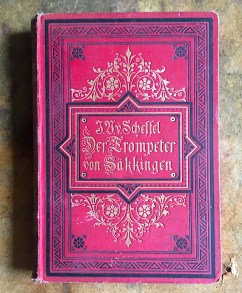 J.V.v.Scheffel
Der Trompeter
von Säkkingen